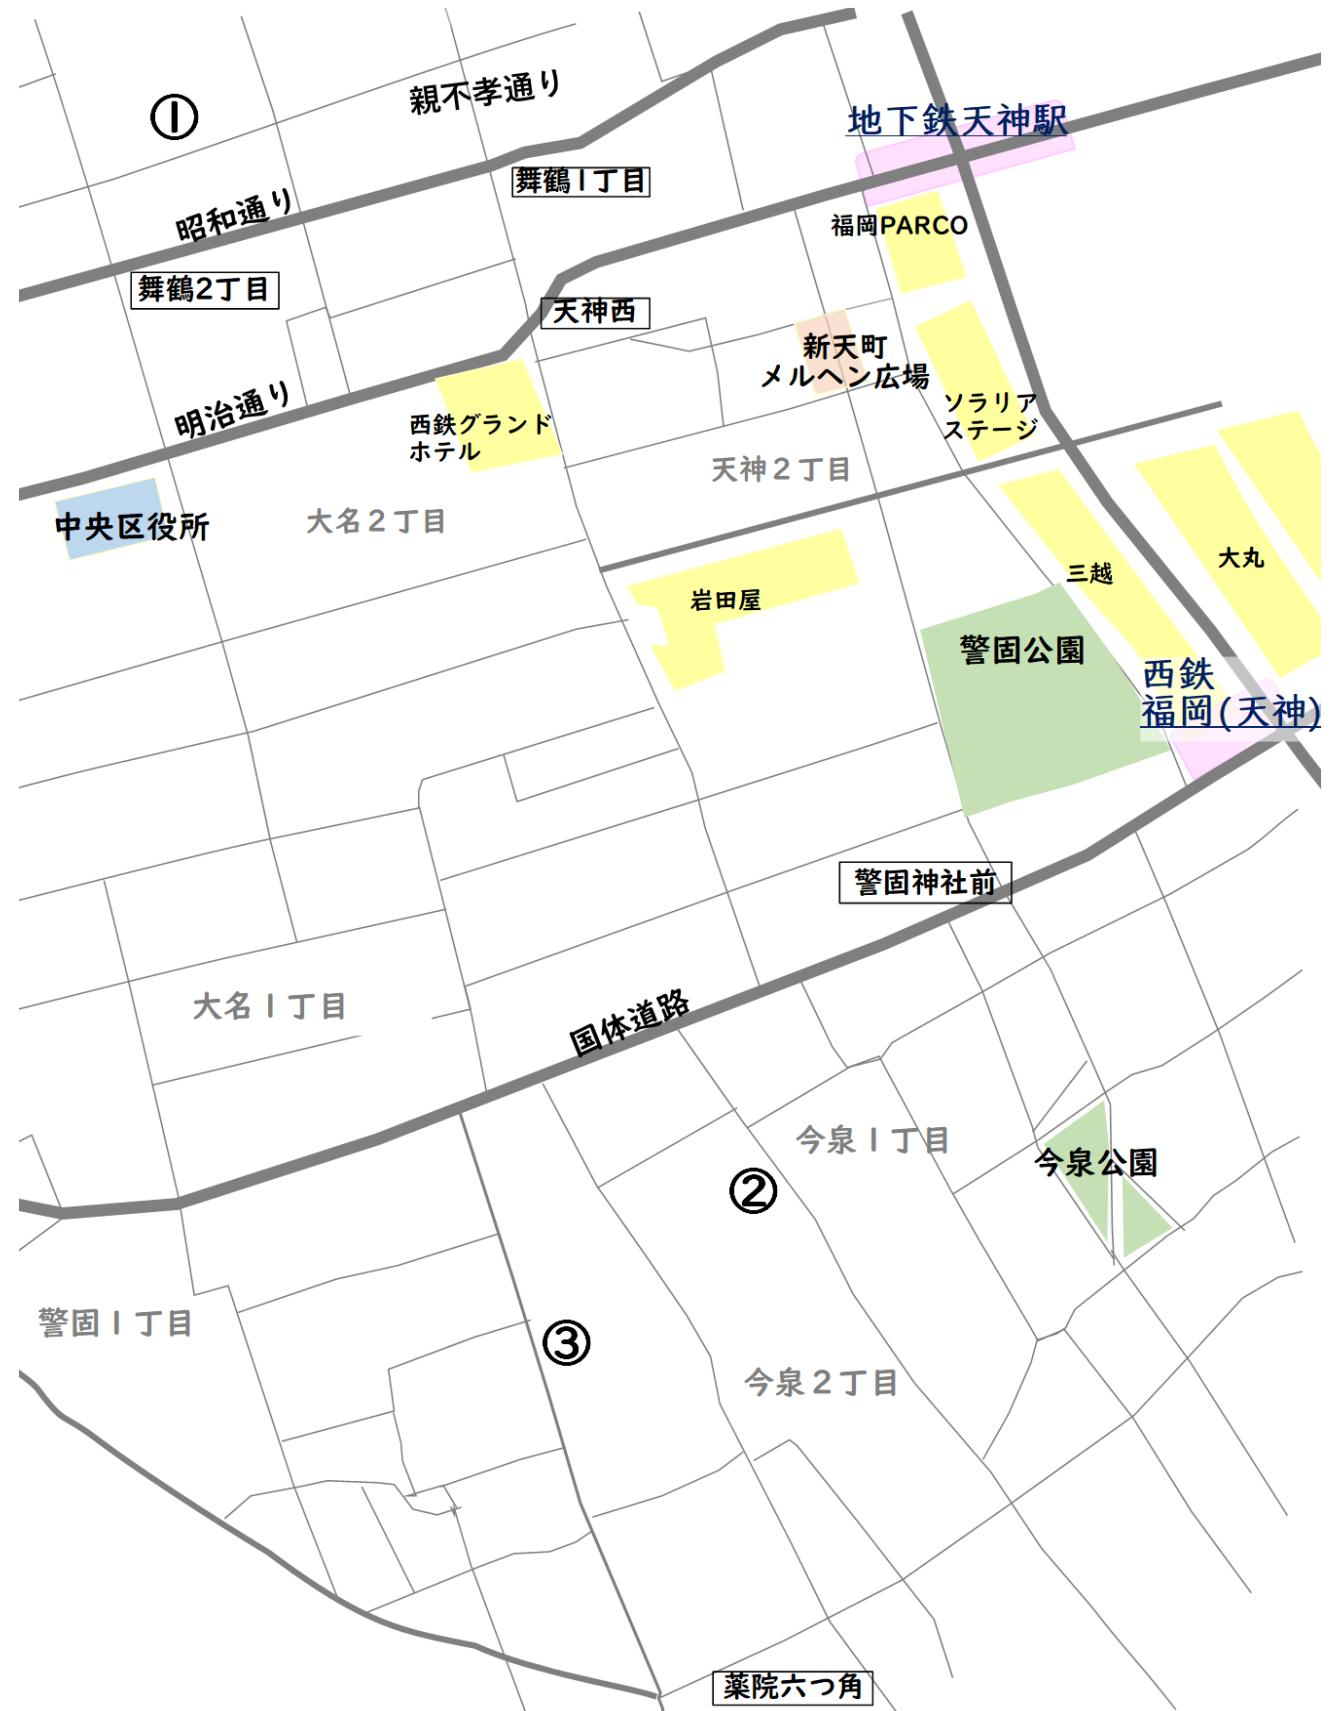 ①
親不孝通り
地下鉄天神駅
舞鶴1丁目
昭和通り
福岡PARCO
舞鶴2丁目
天神西
新天町
メルヘン広場
明治通り
ソラリア
ステージ
西鉄グランド
ホテル
天神２丁目
中央区役所
大名２丁目
大丸
三越
岩田屋
警固公園
西鉄
福岡(天神)
警固神社前
大名１丁目
国体道路
今泉１丁目
今泉公園
②
警固１丁目
③
今泉２丁目
薬院六つ角